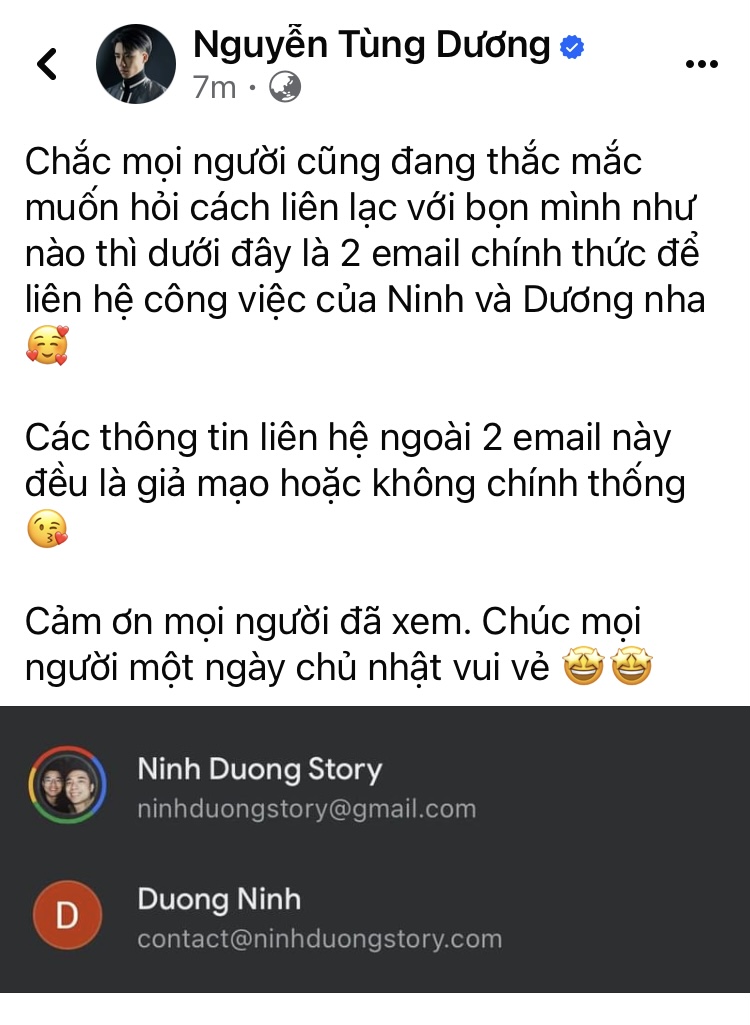 Nguyễn Tùng Dương
7m ·
Chắc mọi người cũng đang thắc mắc
muốn hỏi cách liên lạc với bọn mình như
nào thì dưới đây là 2 email chính thức để
liên hệ công việc của Ninh và Dương nha
🥰
Các thông tin liên hệ ngoài 2 email này
đều là giả mạo hoặc không chính thống
😘
Cảm ơn mọi người đã xem. Chúc mọi
người một ngày chủ nhật vui vẻ 🤩🤩
Ninh Duong Story
ninhduongstory@gmail.com
D
Duong Ninh
contact@ninhduongstory.com